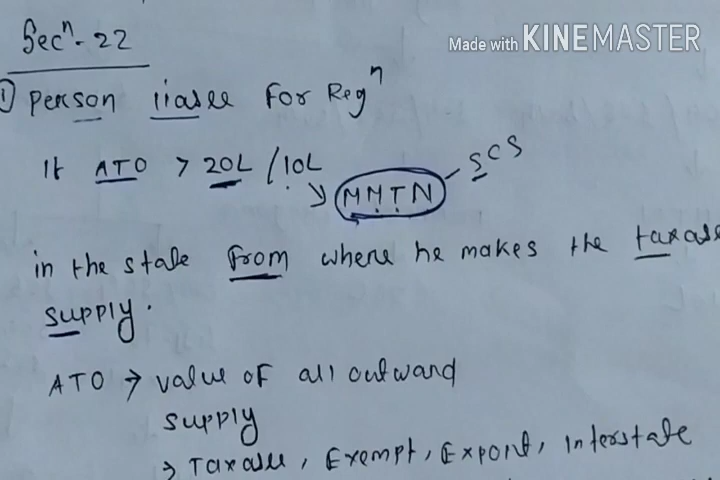 Secⁿ-22
Made with KINEMASTER
① person liable For Regⁿ
If ATO > 20L / 10L
MMTN - SCS
in the state From where he makes the taxable
supply.
ATO → value of all outward
supply
→ Taxable, Exempt, Export, Interstate